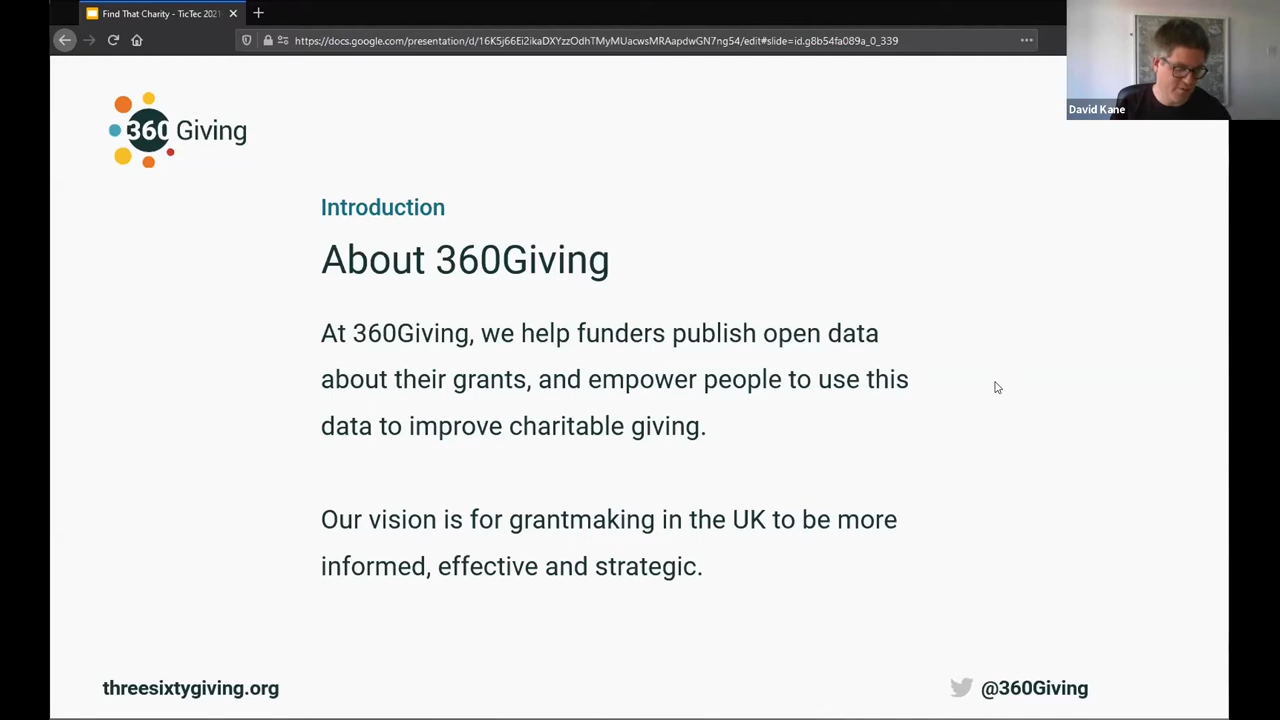 Find That Charity - TicTec 2021
https://docs.google.com/presentation/d/16K5j66Ei2ikaDXYzzOdhTMyMUacwsMRAapdwGN7ng54/edit#slide=id.g8b54fa089a_0_339
David Kane
360 Giving
Introduction
About 360Giving
At 360Giving, we help funders publish open data
about their grants, and empower people to use this
data to improve charitable giving.
Our vision is for grantmaking in the UK to be more
informed, effective and strategic.
threesixtygiving.org
@360Giving